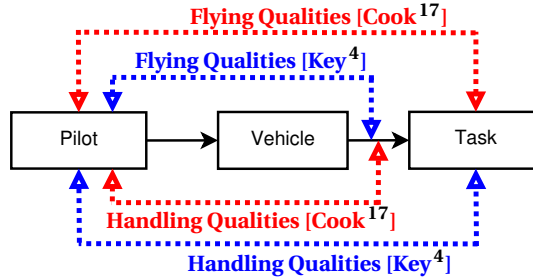 Flying Qualities [Cook17]
Flying Qualities [Key4]
Pilot
Vehicle
Task
Handling Qualities [Cook17]
Handling Qualities [Key4]